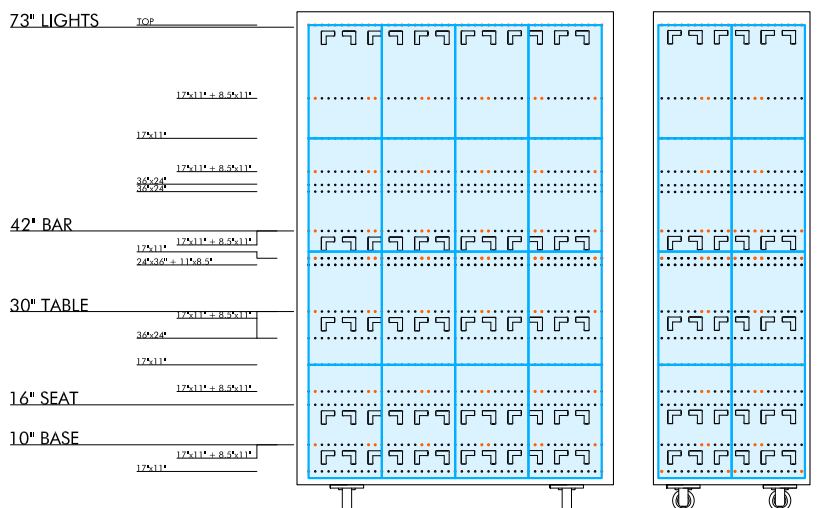 73" LIGHTS
TOP
17"x11" + 8.5"x11"
17"x11"
17"x11" + 8.5"x11"
36"x24"
36"x24"
42" BAR
17"x11" + 8.5"x11"
17"x11"
24"x36" + 11"x8.5"
30" TABLE
17"x11" + 8.5"x11"
36"x24"
17"x11"
17"x11" + 8.5"x11"
16" SEAT
10" BASE
17"x11" + 8.5"x11"
17"x11"